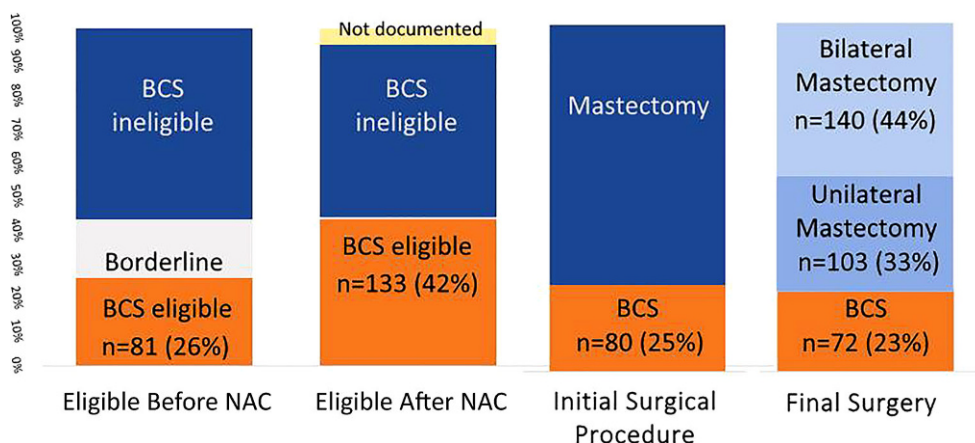 100%
90%
80%
70%
60%
50%
40%
30%
20%
10%
0%
BCS
ineligible
Borderline
BCS eligible
n=81 (26%)
Eligible Before NAC
Not documented
BCS
ineligible
BCS eligible
n=133 (42%)
Eligible After NAC
Mastectomy
BCS
n=80 (25%)
Initial Surgical
Procedure
Bilateral
Mastectomy
n=140 (44%)
Unilateral
Mastectomy
n=103 (33%)
BCS
n=72 (23%)
Final Surgery